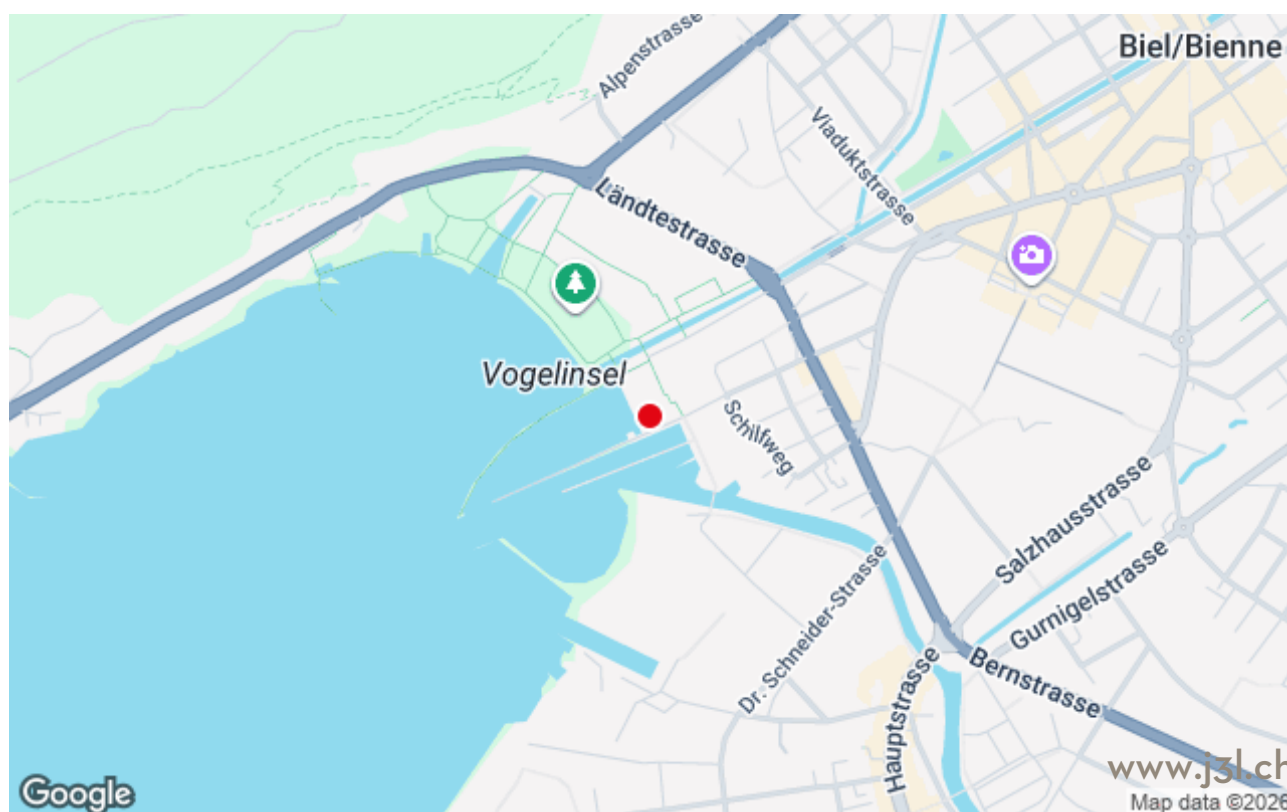 Biel/Bienne
Alpenstrasse
Viaduktstrasse
Ländtestrasse
Vogelinsel
Schilfweg
Salzhausstrasse
Gurnigelstrasse
Dr. Schneider-Strasse
Hauptstrasse
Bernstrasse
www.j3l.ch
Google
Map data ©202